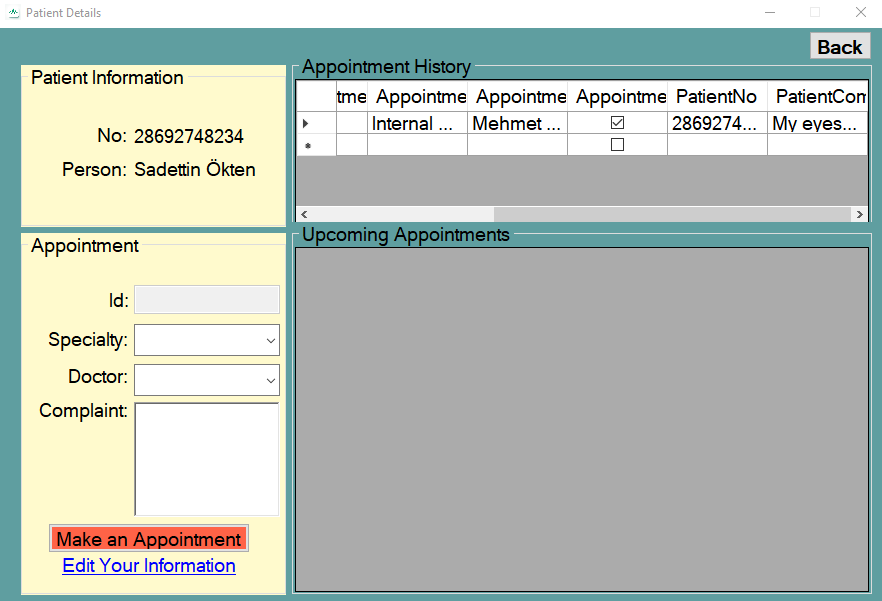 Patient Details
Back
Patient Information
No: 28692748234
Person: Sadettin Ökten
Appointment History
tme Appointme Appointme Appointme PatientNo PatientCom
Internal ... Mehmet ... 2869274... My eyes...
Appointment
Id:
Specialty:
Doctor:
Complaint:
Make an Appointment
Edit Your Information
Upcoming Appointments